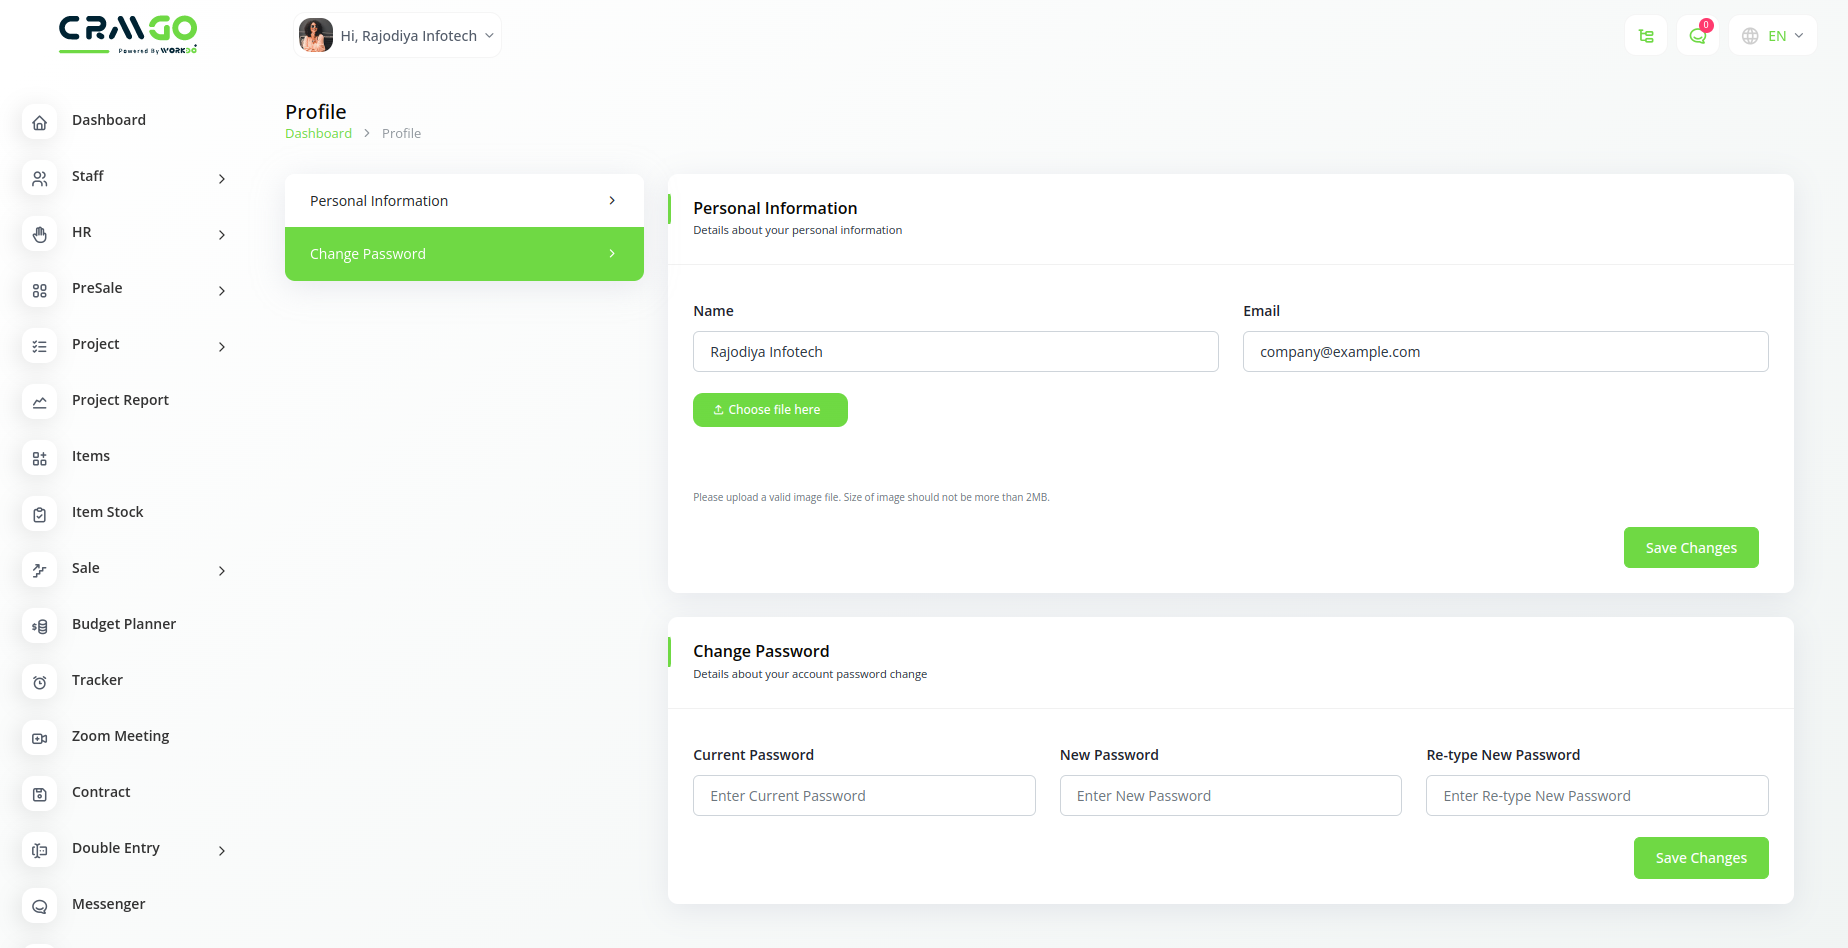 CRMGO
Powered By WORKDO
Hi, Rajodiya Infotech
0
EN
Dashboard
Staff
HR
PreSale
Project
Project Report
Items
Item Stock
Sale
Budget Planner
Tracker
Zoom Meeting
Contract
Double Entry
Messenger
Profile
Dashboard > Profile
Personal Information
Change Password
Personal Information
Details about your personal information
Name
Email
Rajodiya Infotech
company@example.com
Choose file here
Please upload a valid image file. Size of image should not be more than 2MB.
Save Changes
Change Password
Details about your account password change
Current Password
New Password
Re-type New Password
Enter Current Password
Enter New Password
Enter Re-type New Password
Save Changes